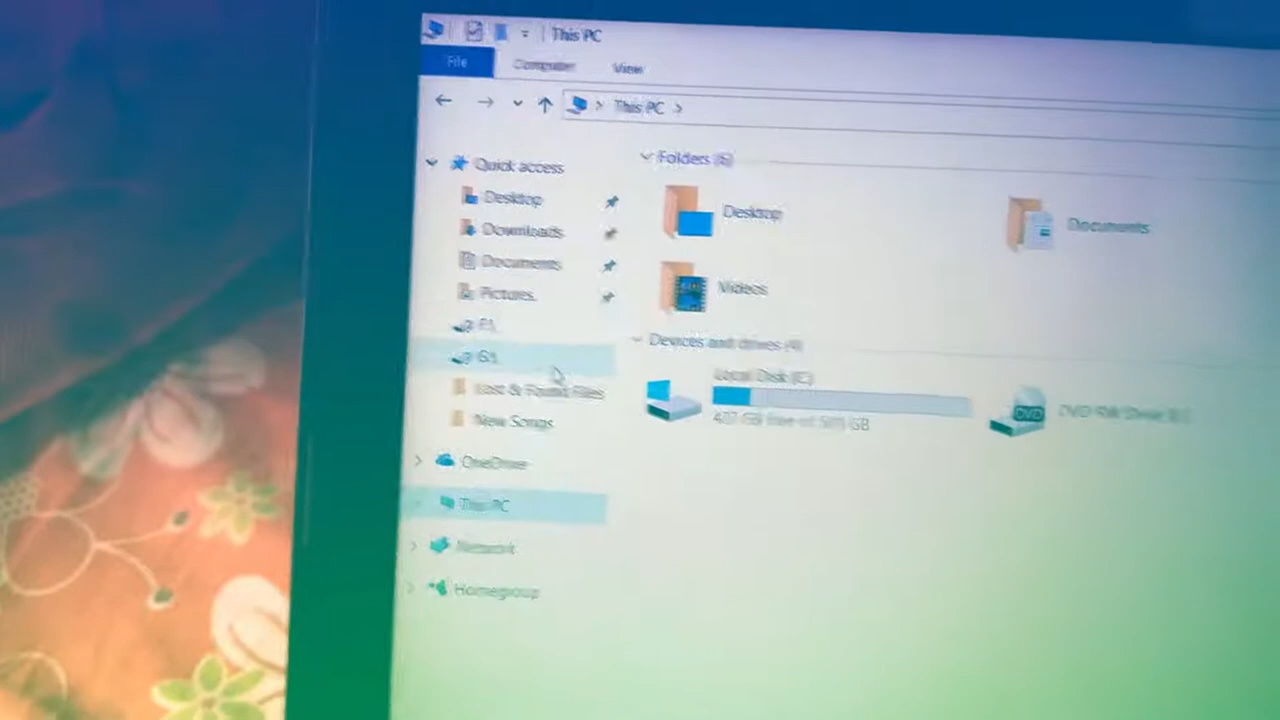 This PC
File Computer View
This PC
Quick access
Folders (6)
Desktop
Desktop
Documents
Downloads
Documents
Pictures
Videos
F:\
G:\
Devices and drives (4)
Lost & Found Files
Local Disk (E:)
New Songs
GB free of GB
DVD RW Drive
OneDrive
This PC
Network
Homegroup